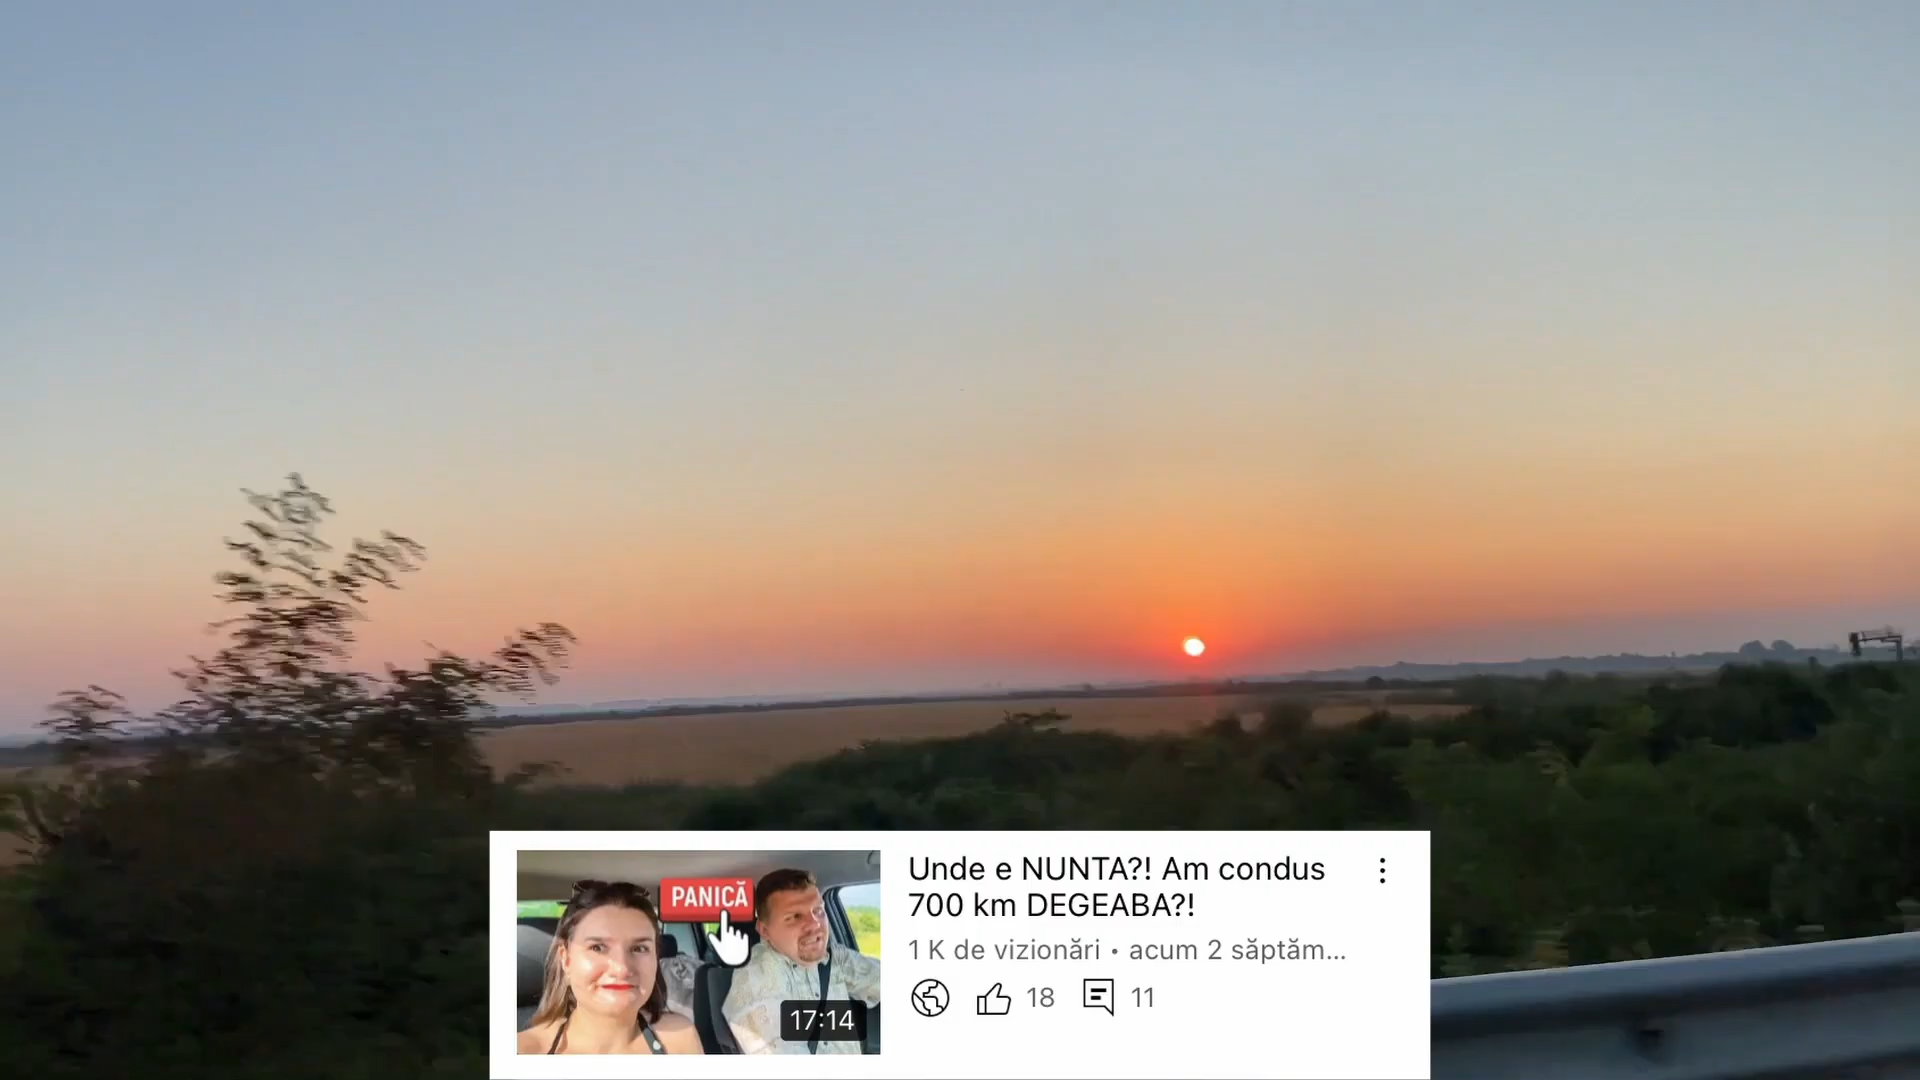 PANICĂ
17:14
Unde e NUNTA?! Am condus
700 km DEGEABA?!
1 K de vizionări • acum 2 săptăm...
18
11